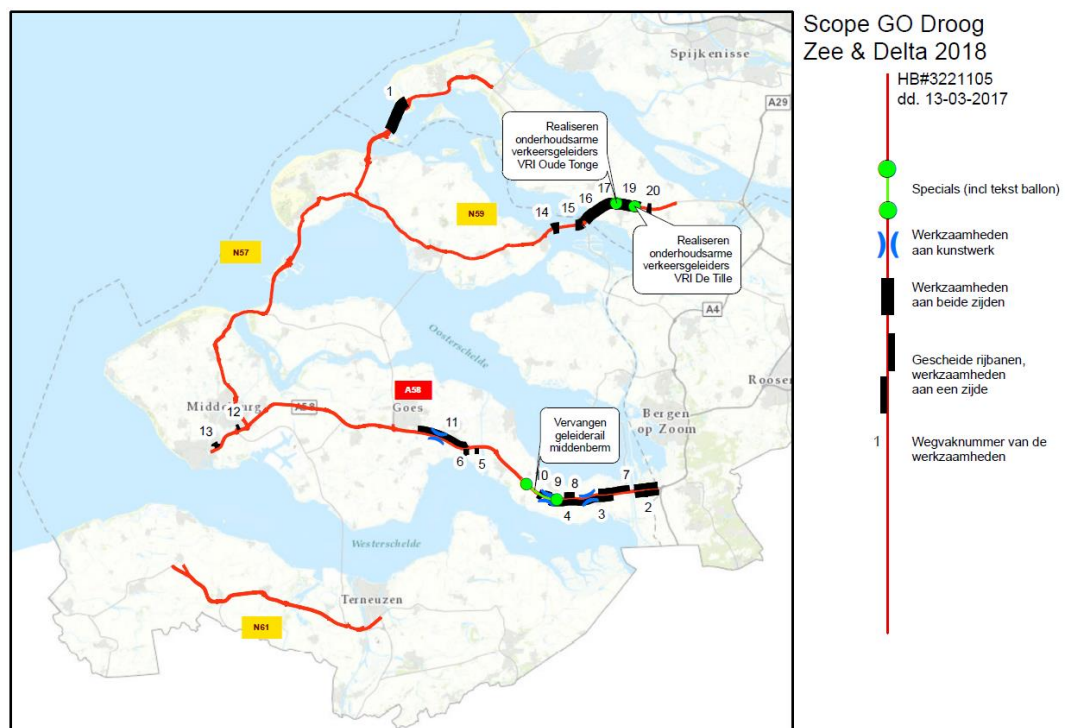 Scope GO Droog
Zee & Delta 2018
HB#3221105
dd. 13-03-2017
Specials (incl tekst ballon)
Werkzaamheden
aan kunstwerk
Werkzaamheden
aan beide zijden
Gescheide rijbanen,
werkzaamheden
aan een zijde
1
Wegvaknummer van de
werkzaamheden
Spijkenisse
A29
1
Realiseren
onderhoudsarme
verkeersgeleiders
VRI Oude Tonge
17
19
20
16
15
14
N59
Realiseren
onderhoudsarme
verkeersgeleiders
VRI De Tille
N57
A4
Oosterschelde
Roosen
A58
Middelburg
A58
Goes
Bergen
op Zoom
12
13
11
6
5
Vervangen
geleiderail
middenberm
10
9
8
7
4
3
2
Westerschelde
Terneuzen
N61